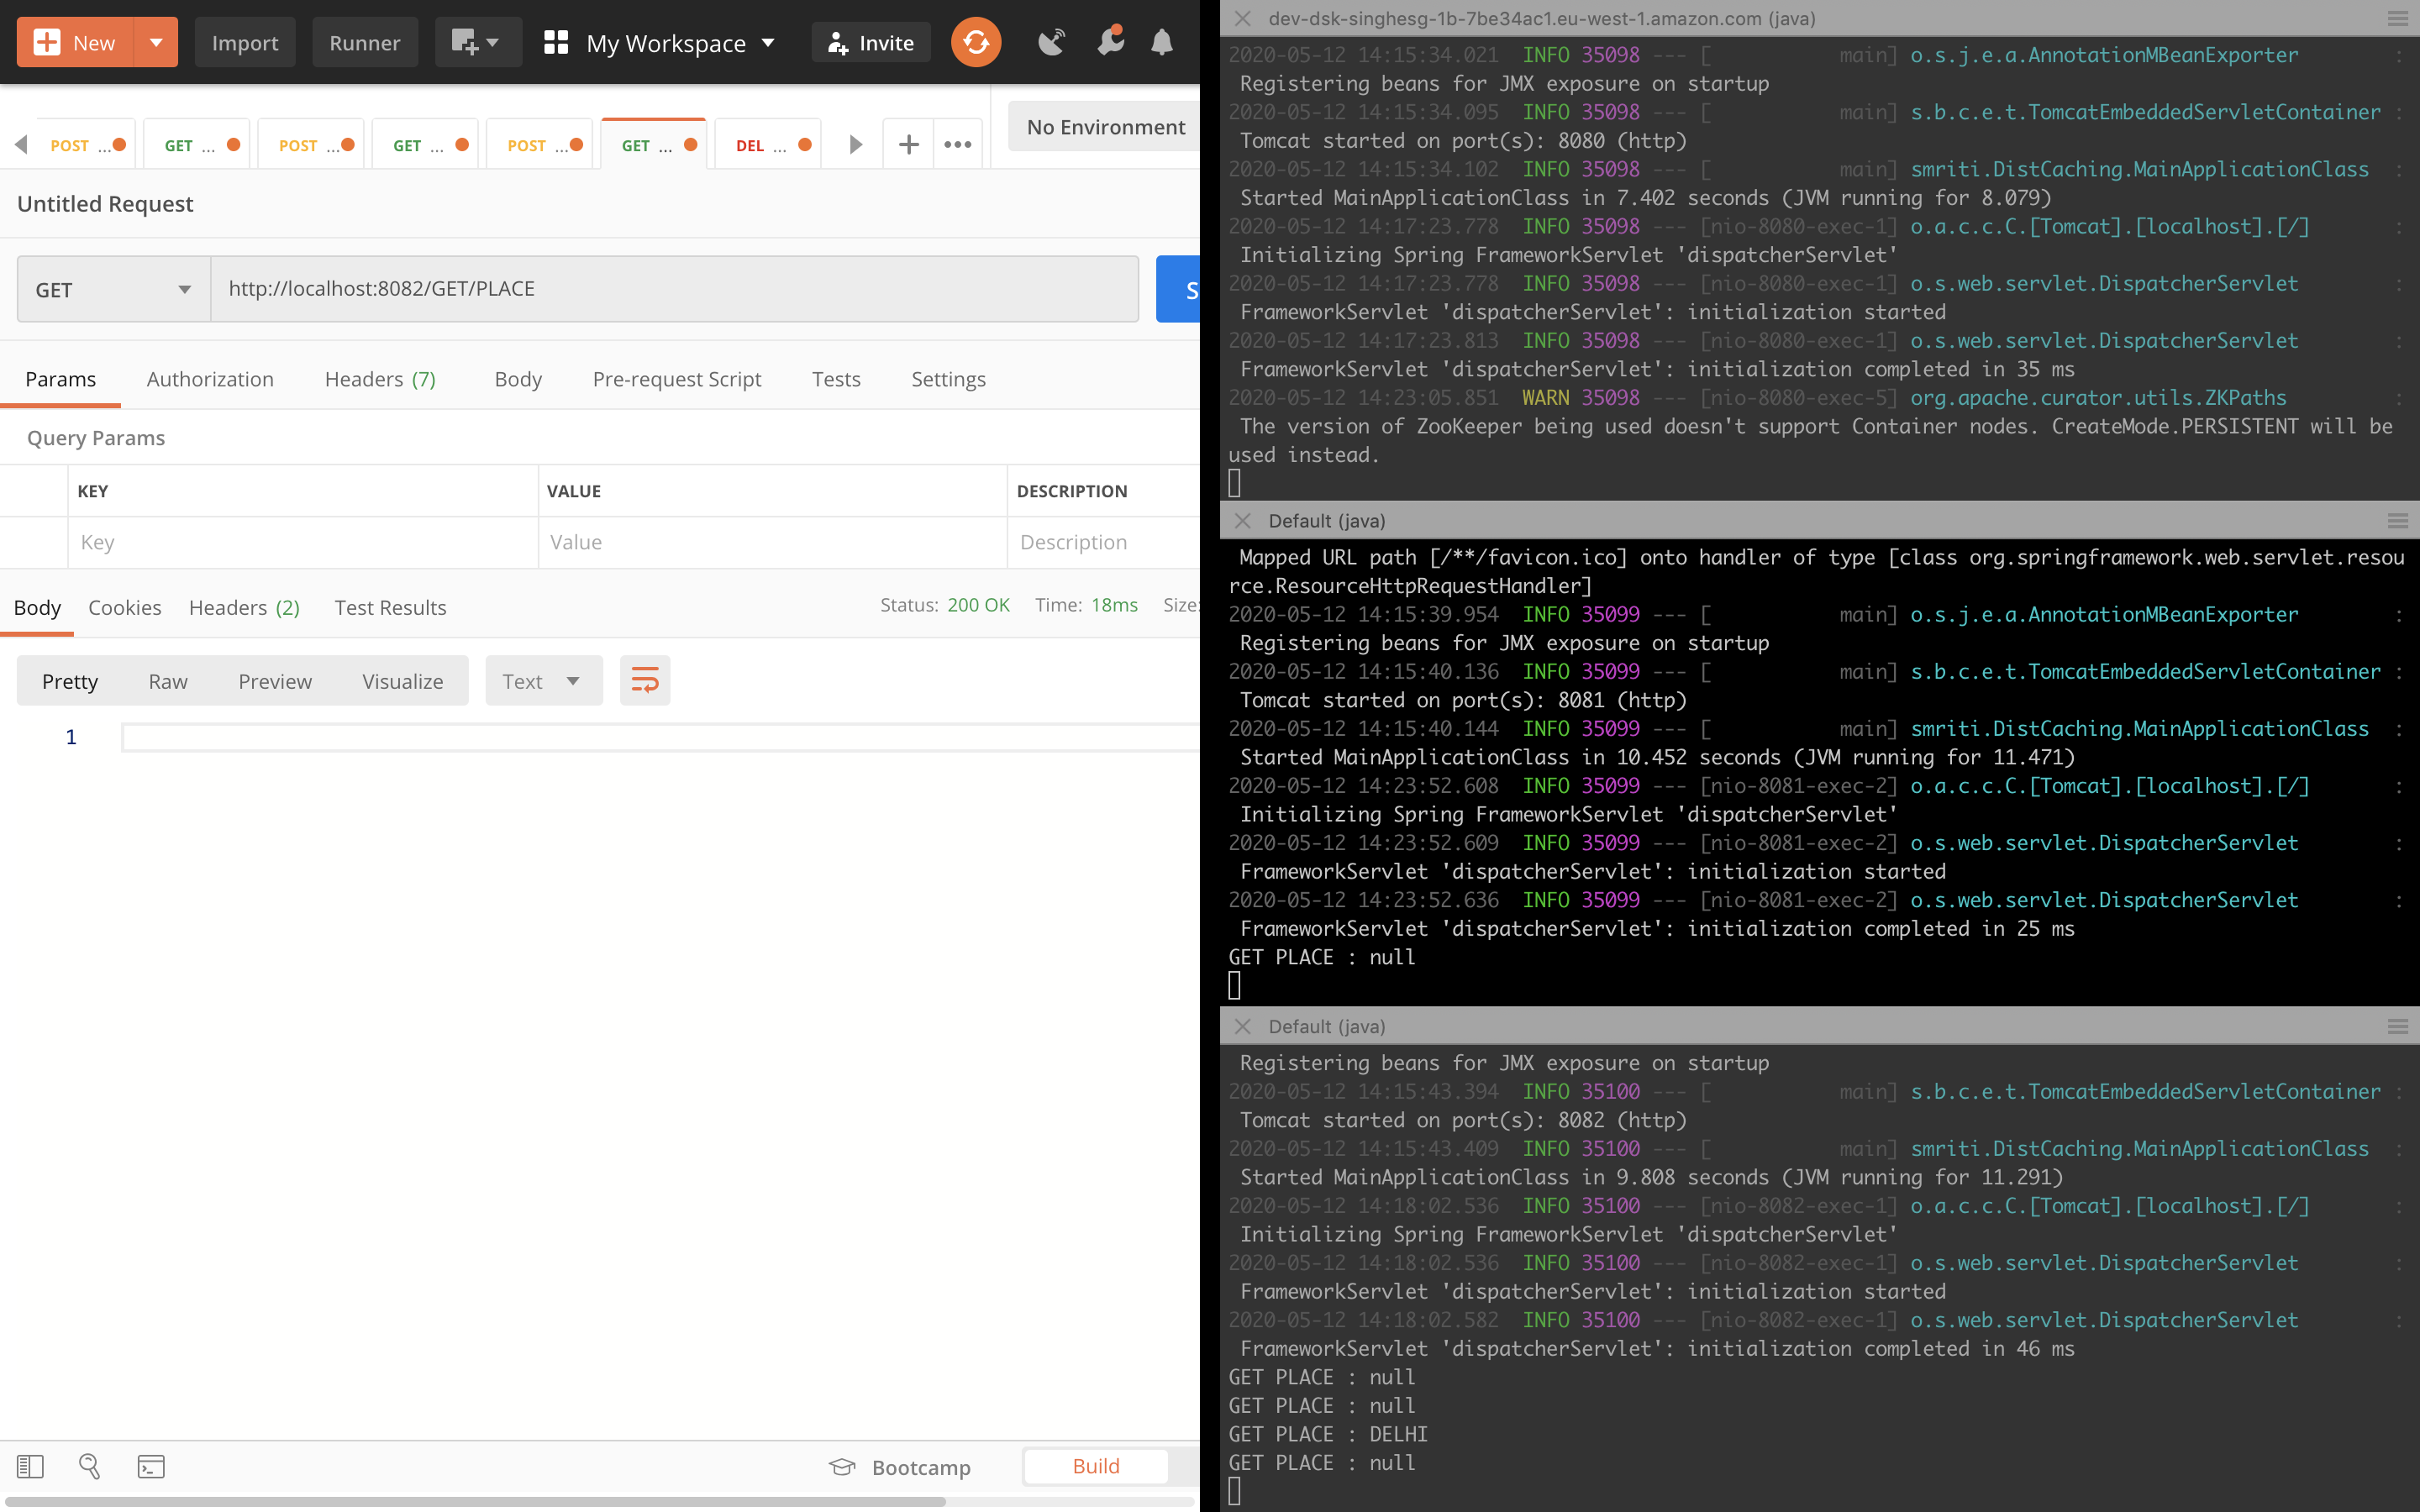 New Import Runner My Workspace Invite
POST ... GET ... POST ... GET ... POST ... GET ... DEL ... No Environment
Untitled Request
GET http://localhost:8082/GET/PLACE S
Params Authorization Headers (7) Body Pre-request Script Tests Settings
Query Params
KEY VALUE DESCRIPTION
Key Value Description
Body Cookies Headers (2) Test Results Status: 200 OK Time: 18ms Size:
Pretty Raw Preview Visualize Text
1
Bootcamp Build
dev-dsk-singhesg-1b-7be34ac1.eu-west-1.amazon.com (java)
2020-05-12 14:15:34.021 INFO 35098 --- [ main] o.s.j.e.a.AnnotationMBeanExporter :
Registering beans for JMX exposure on startup
2020-05-12 14:15:34.095 INFO 35098 --- [ main] s.b.c.e.t.TomcatEmbeddedServletContainer :
Tomcat started on port(s): 8080 (http)
2020-05-12 14:15:34.102 INFO 35098 --- [ main] smriti.DistCaching.MainApplicationClass :
Started MainApplicationClass in 7.402 seconds (JVM running for 8.079)
2020-05-12 14:17:23.778 INFO 35098 --- [nio-8080-exec-1] o.a.c.c.C.[Tomcat].[localhost].[/] :
Initializing Spring FrameworkServlet 'dispatcherServlet'
2020-05-12 14:17:23.778 INFO 35098 --- [nio-8080-exec-1] o.s.web.servlet.DispatcherServlet :
FrameworkServlet 'dispatcherServlet': initialization started
2020-05-12 14:17:23.813 INFO 35098 --- [nio-8080-exec-1] o.s.web.servlet.DispatcherServlet :
FrameworkServlet 'dispatcherServlet': initialization completed in 35 ms
2020-05-12 14:23:05.851 WARN 35098 --- [nio-8080-exec-5] org.apache.curator.utils.ZKPaths :
The version of ZooKeeper being used doesn't support Container nodes. CreateMode.PERSISTENT will be
used instead.
Default (java)
Mapped URL path [/**/favicon.ico] onto handler of type [class org.springframework.web.servlet.resou
rce.ResourceHttpRequestHandler]
2020-05-12 14:15:39.954 INFO 35099 --- [ main] o.s.j.e.a.AnnotationMBeanExporter :
Registering beans for JMX exposure on startup
2020-05-12 14:15:40.136 INFO 35099 --- [ main] s.b.c.e.t.TomcatEmbeddedServletContainer :
Tomcat started on port(s): 8081 (http)
2020-05-12 14:15:40.144 INFO 35099 --- [ main] smriti.DistCaching.MainApplicationClass :
Started MainApplicationClass in 10.452 seconds (JVM running for 11.471)
2020-05-12 14:23:52.608 INFO 35099 --- [nio-8081-exec-2] o.a.c.c.C.[Tomcat].[localhost].[/] :
Initializing Spring FrameworkServlet 'dispatcherServlet'
2020-05-12 14:23:52.609 INFO 35099 --- [nio-8081-exec-2] o.s.web.servlet.DispatcherServlet :
FrameworkServlet 'dispatcherServlet': initialization started
2020-05-12 14:23:52.636 INFO 35099 --- [nio-8081-exec-2] o.s.web.servlet.DispatcherServlet :
FrameworkServlet 'dispatcherServlet': initialization completed in 25 ms
GET PLACE : null
Default (java)
Registering beans for JMX exposure on startup
2020-05-12 14:15:43.394 INFO 35100 --- [ main] s.b.c.e.t.TomcatEmbeddedServletContainer :
Tomcat started on port(s): 8082 (http)
2020-05-12 14:15:43.409 INFO 35100 --- [ main] smriti.DistCaching.MainApplicationClass :
Started MainApplicationClass in 9.808 seconds (JVM running for 11.291)
2020-05-12 14:18:02.536 INFO 35100 --- [nio-8082-exec-1] o.a.c.c.C.[Tomcat].[localhost].[/] :
Initializing Spring FrameworkServlet 'dispatcherServlet'
2020-05-12 14:18:02.536 INFO 35100 --- [nio-8082-exec-1] o.s.web.servlet.DispatcherServlet :
FrameworkServlet 'dispatcherServlet': initialization started
2020-05-12 14:18:02.582 INFO 35100 --- [nio-8082-exec-1] o.s.web.servlet.DispatcherServlet :
FrameworkServlet 'dispatcherServlet': initialization completed in 46 ms
GET PLACE : null
GET PLACE : null
GET PLACE : DELHI
GET PLACE : null